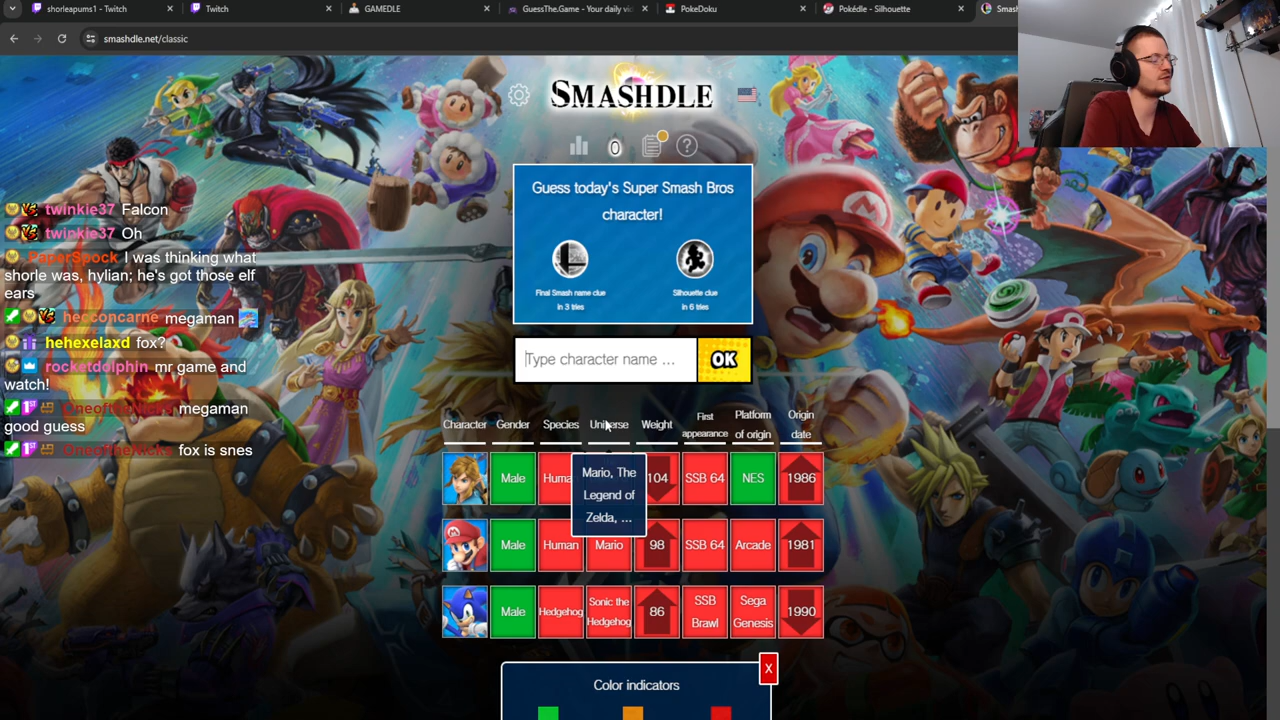 shorleapums1 - Twitch
Twitch
GAMEDLE
GuessThe.Game - Your daily vi
PokeDoku
Pokédle - Silhouette
Smash
smashdle.net/classic
SMASHDLE
0
?
Guess today's Super Smash Bros
character!
Final Smash name clue
in 3 tries
Silhouette clue
in 6 tries
Type character name ...
OK
twinkie37 Falcon
twinkie37 Oh
PaperSpock I was thinking what
shorle was, hylian; he's got those elf
ears
hecconcarne megaman
hehexelaxd fox?
rocketdolphin mr game and
watch!
OneoftheNicks megaman
good guess
OneoftheNicks fox is snes
Character Gender Species Universe Weight First appearance Platform of origin Origin date
Male Huma 104 SSB 64 NES 1986
Mario, The
Legend of
Zelda, ...
Male Human Mario 98 SSB 64 Arcade 1981
Male Hedgehog Sonic the Hedgehog 86 SSB Brawl Sega Genesis 1990
X
Color indicators